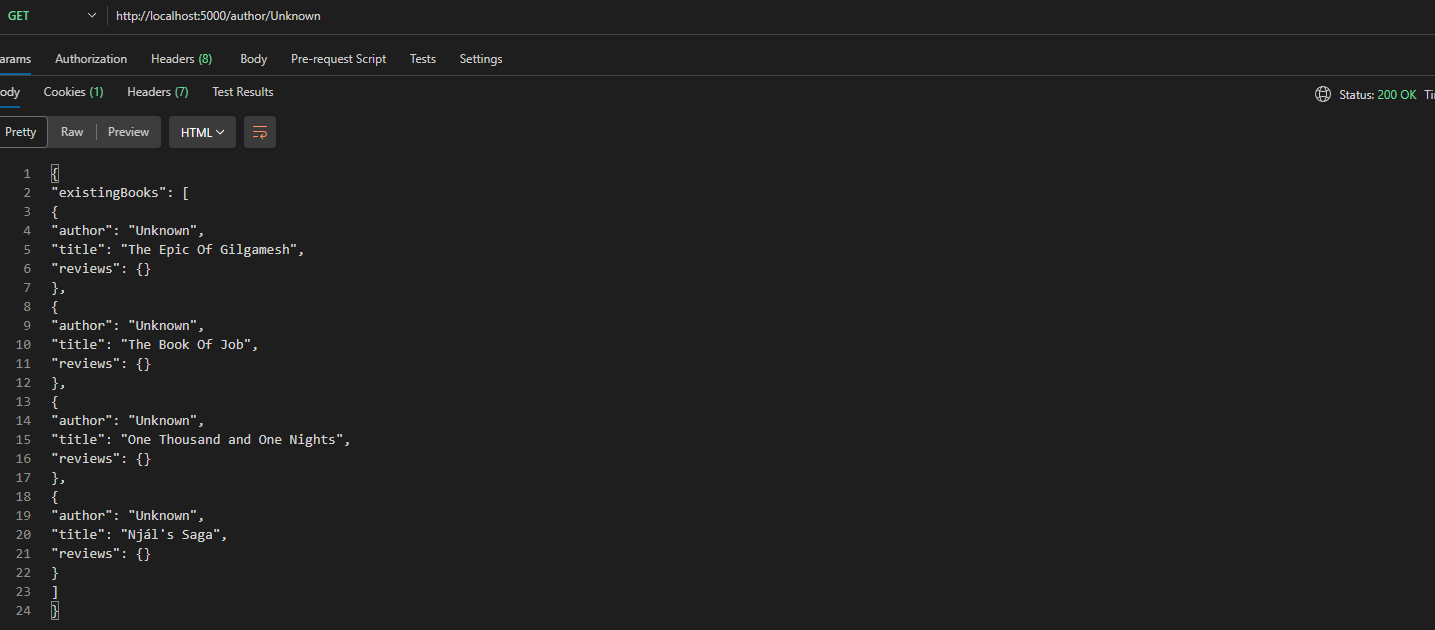 GET http://localhost:5000/author/Unknown
arams Authorization Headers (8) Body Pre-request Script Tests Settings
ody Cookies (1) Headers (7) Test Results Status: 200 OK Ti
Pretty Raw Preview HTML
1 {
2 "existingBooks": [
3 {
4 "author": "Unknown",
5 "title": "The Epic Of Gilgamesh",
6 "reviews": {}
7 },
8 {
9 "author": "Unknown",
10 "title": "The Book Of Job",
11 "reviews": {}
12 },
13 {
14 "author": "Unknown",
15 "title": "One Thousand and One Nights",
16 "reviews": {}
17 },
18 {
19 "author": "Unknown",
20 "title": "Njál's Saga",
21 "reviews": {}
22 }
23 ]
24 }